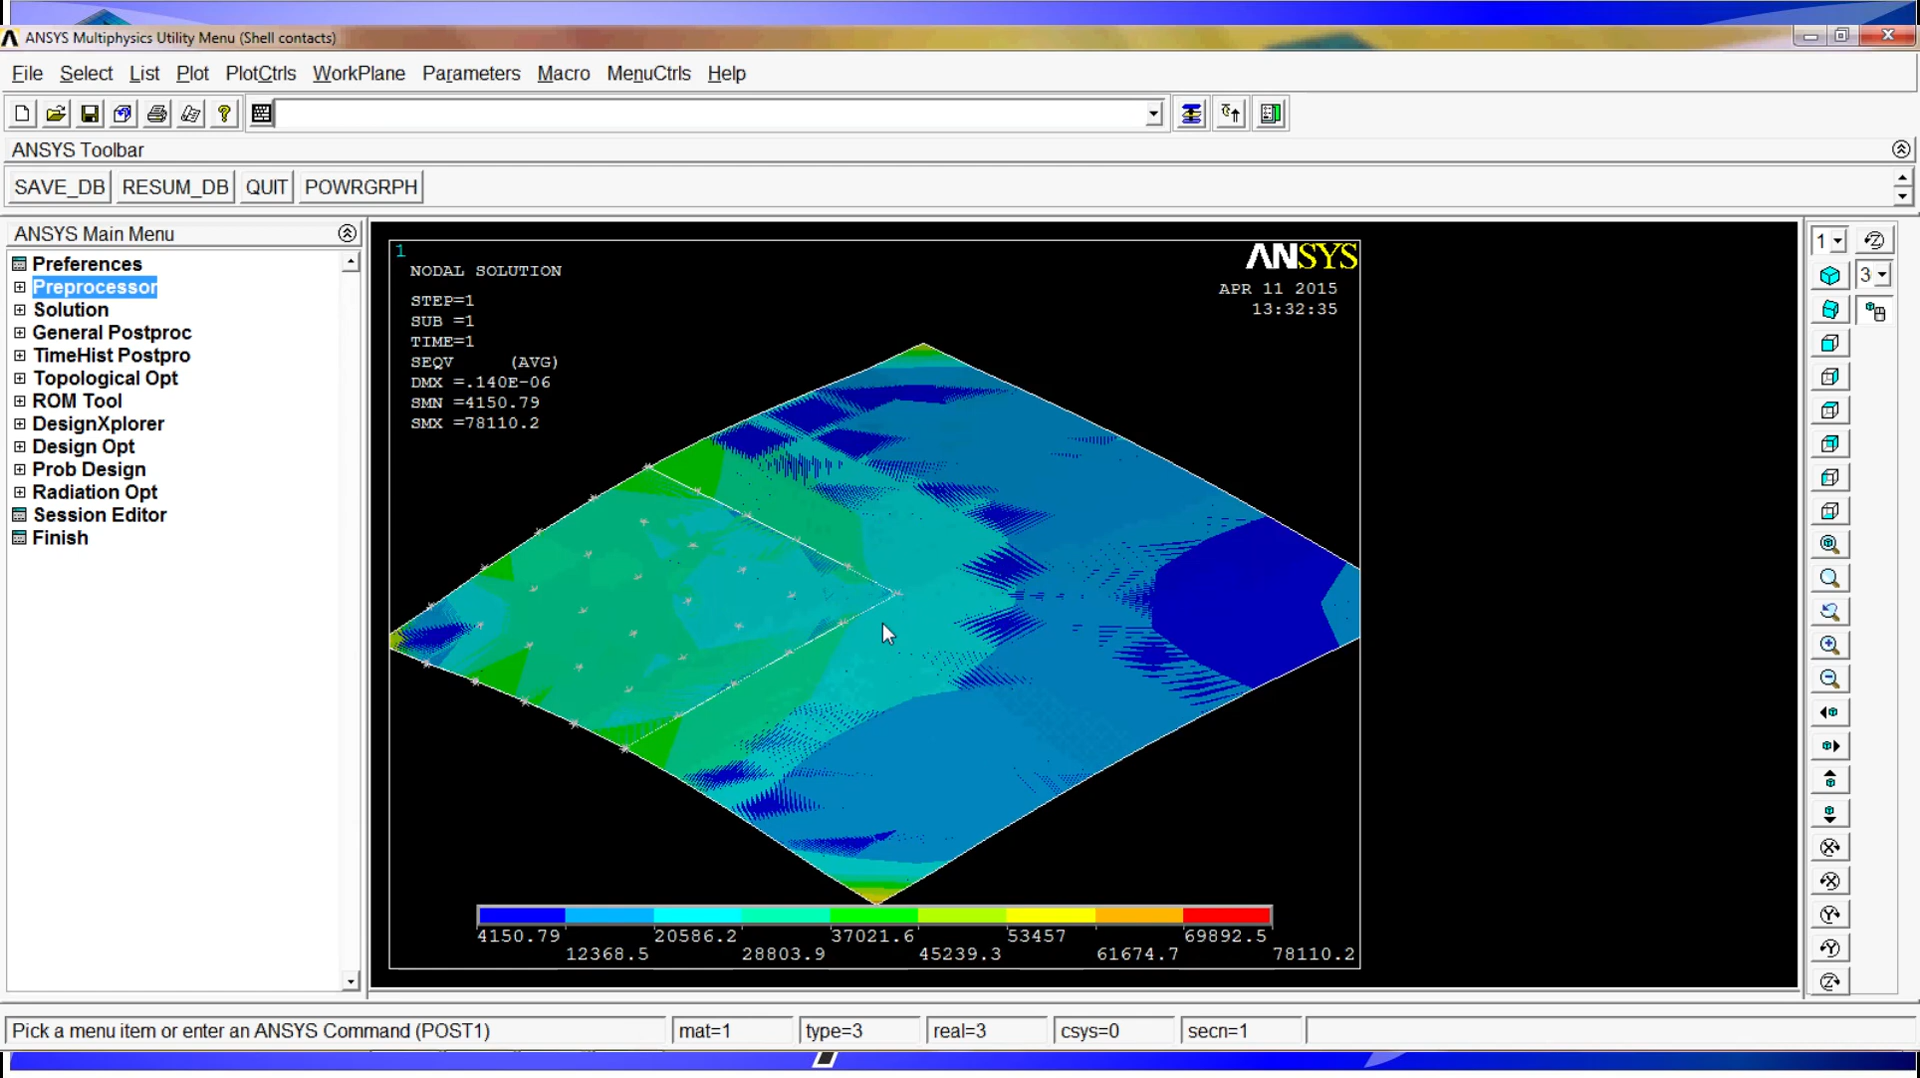 ANSYS Multiphysics Utility Menu (Shell contacts)
File Select List Plot PlotCtrls WorkPlane Parameters Macro MenuCtrls Help
ANSYS Toolbar
SAVE_DB RESUM_DB QUIT POWRGRPH
ANSYS Main Menu
Preferences
Preprocessor
Solution
General Postproc
TimeHist Postpro
Topological Opt
ROM Tool
DesignXplorer
Design Opt
Prob Design
Radiation Opt
Session Editor
Finish
1
NODAL SOLUTION
STEP=1
SUB =1
TIME=1
SEQV (AVG)
DMX =.140E-06
SMN =4150.79
SMX =78110.2
ANSYS
APR 11 2015
13:32:35
4150.79 20586.2 37021.6 53457 69892.5
12368.5 28803.9 45239.3 61674.7 78110.2
1
3
Pick a menu item or enter an ANSYS Command (POST1) mat=1 type=3 real=3 csys=0 secn=1